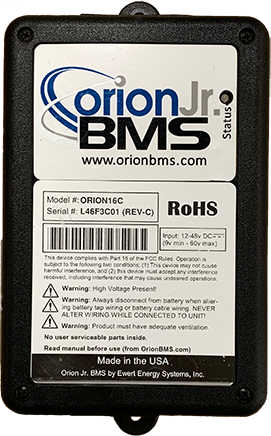 orion Jr.
BMS
Status
www.orionbms.com
Model #: ORION16C
Serial #: L46F3C01 (REV-C)
RoHS
Input: 12-48v DC
(9v min - 60v max)
This device complies with Part 15 of the FCC Rules. Operation is
subject to the following two conditions: (1) This device may not cause
harmful interference, and (2) this device must accept any interference
received, including interference that may cause undesired operations.
Warning: High Voltage Present!
Warning: Always disconnect from battery when alter-
ing battery tap wiring or battery cable wiring. NEVER
ALTER WIRING WHILE CONNECTED TO UNIT!
Warning: Product must have adequate ventilation.
No user serviceable parts inside.
Read manual before use (from OrionBMS.com)
Made in the USA
Orion Jr. BMS by Ewert Energy Systems, Inc.